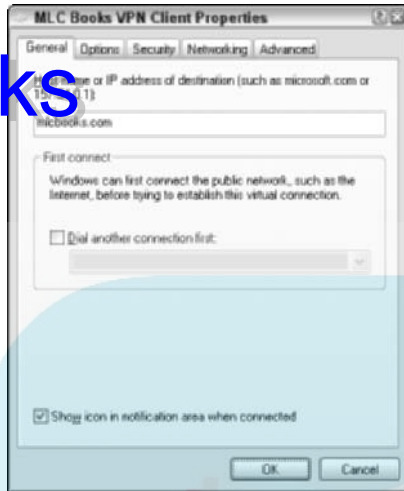 MLC Books VPN Client Properties
General Options Security Networking Advanced
ks
name or IP address of destination (such as microsoft.com or
0.1):
mlcbooks.com
First connect
Windows can first connect the public network, such as the
Internet, before trying to establish this virtual connection.
Dial another connection first:
Show icon in notification area when connected
OK Cancel